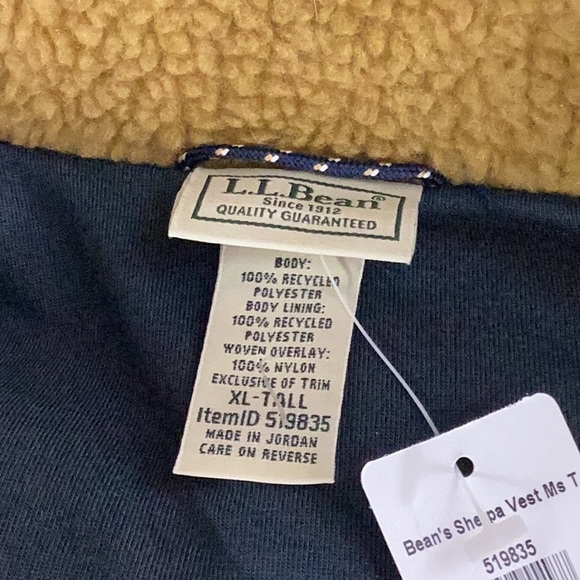 L.L.Bean®
Since 1912
QUALITY GUARANTEED
BODY:
100% RECYCLED
POLYESTER
BODY LINING:
100% RECYCLED
POLYESTER
WOVEN OVERLAY:
100% NYLON
EXCLUSIVE OF TRIM
XL-TALL
ItemID 519835
MADE IN JORDAN
CARE ON REVERSE
Bean's Sherpa Vest Ms T
519835